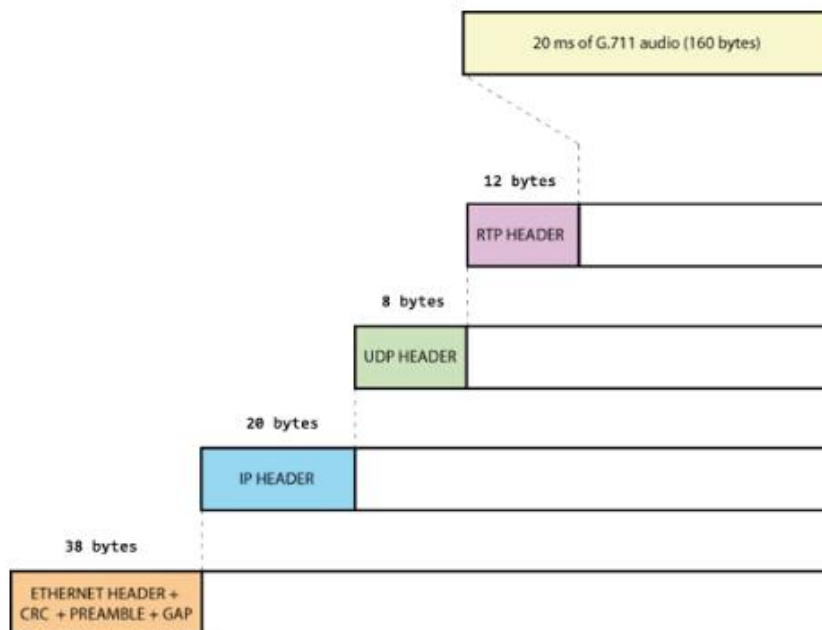 20 ms of G.711 audio (160 bytes)
12 bytes
RTP HEADER
8 bytes
UDP HEADER
20 bytes
IP HEADER
38 bytes
ETHERNET HEADER +
CRC + PREAMBLE + GAP